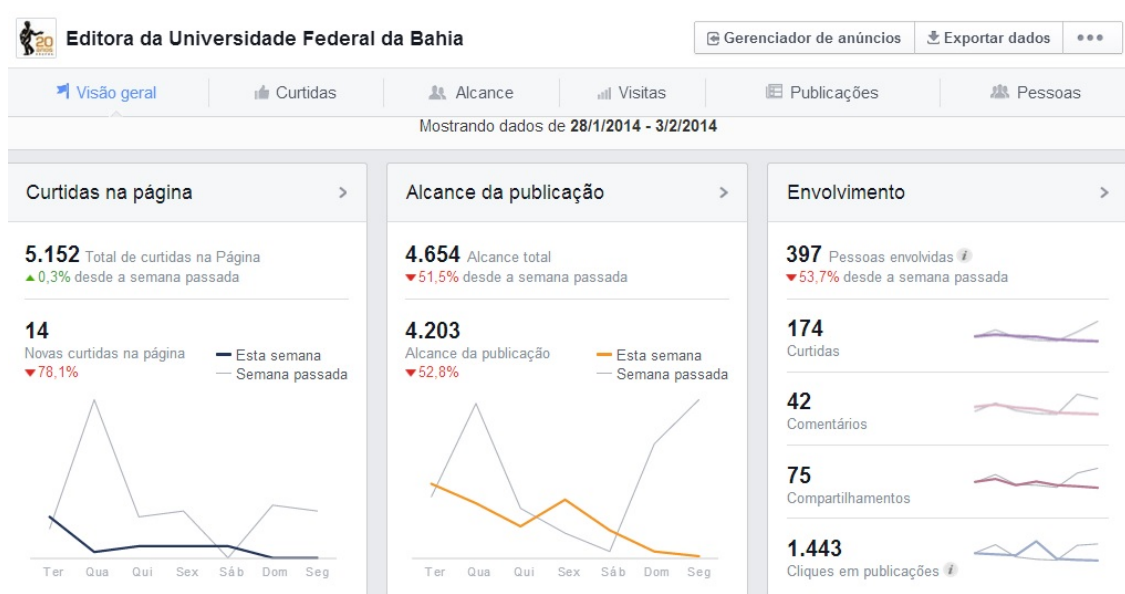 20
anos
Editora da Universidade Federal da Bahia
Gerenciador de anúncios
Exportar dados
Visão geral
Curtidas
Alcance
Visitas
Publicações
Pessoas
Mostrando dados de 28/1/2014 - 3/2/2014
Curtidas na página
5.152 Total de curtidas na Página
0,3% desde a semana passada
14
Novas curtidas na página
78,1%
Esta semana
Semana passada
Ter Qua Qui Sex Sáb Dom Seg
Alcance da publicação
4.654 Alcance total
51,5% desde a semana passada
4.203
Alcance da publicação
52,8%
Esta semana
Semana passada
Ter Qua Qui Sex Sáb Dom Seg
Envolvimento
397 Pessoas envolvidas i
53,7% desde a semana passada
174
Curtidas
42
Comentários
75
Compartilhamentos
1.443
Cliques em publicações i